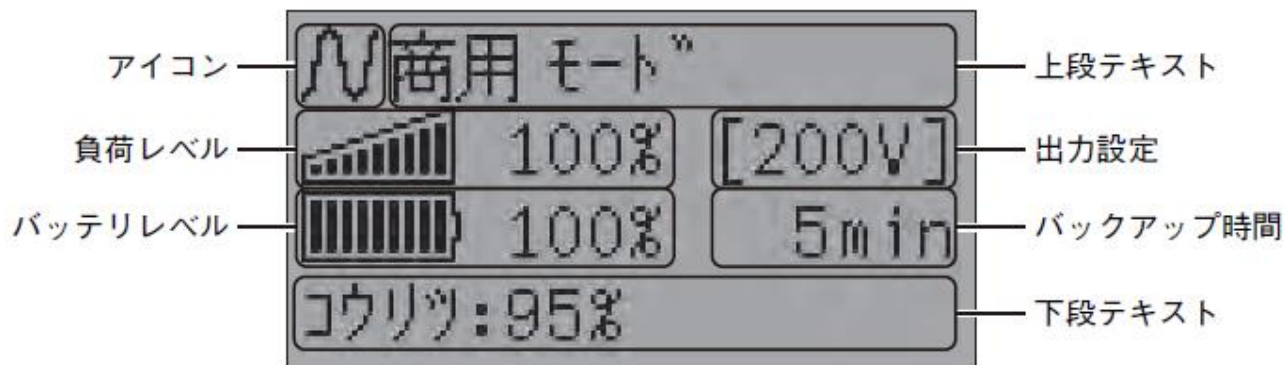 アイコン 商用 モード 上段テキスト
負荷レベル 100% [200V] 出力設定
バッテリレベル 100% 5min バックアップ時間
コウリツ:95% 下段テキスト